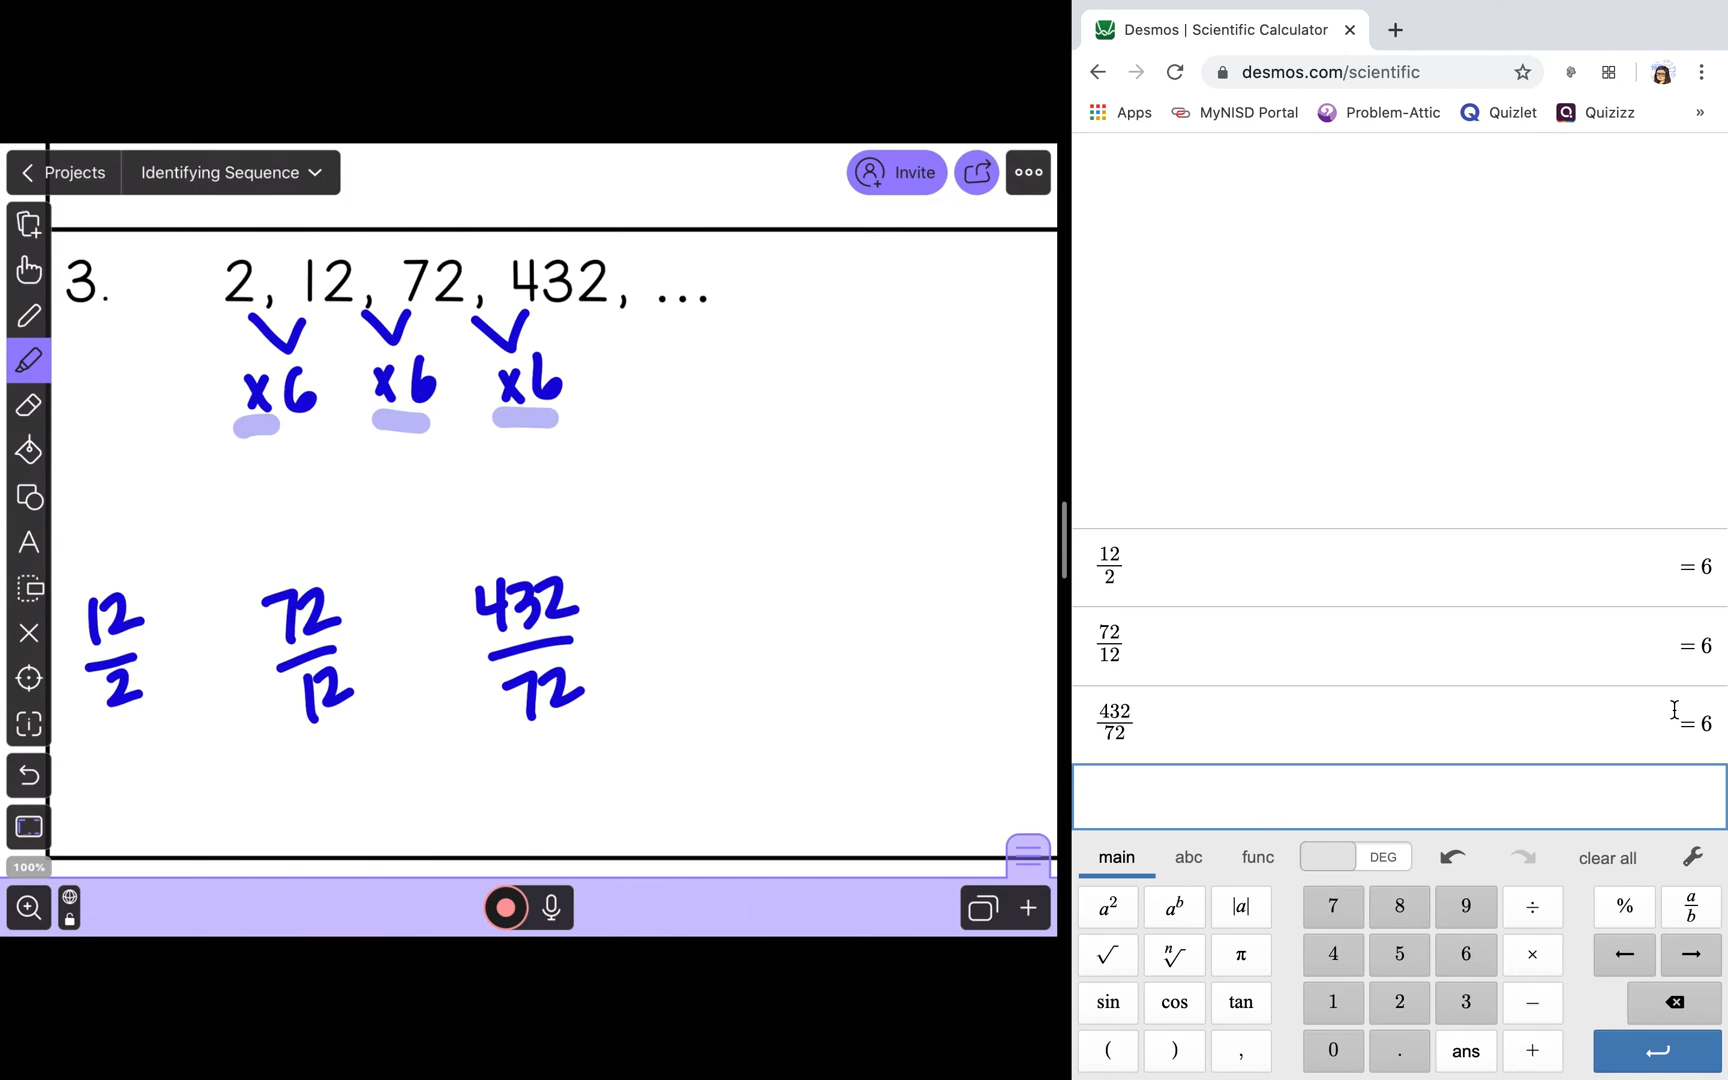 Projects
Identifying Sequence
Invite
3. 2, 12, 72, 432, ...
x6 x6 x6
12
2
72
12
432
72
A
100%
Desmos | Scientific Calculator
desmos.com/scientific
Apps
MyNISD Portal
Problem-Attic
Quizlet
Quizizz
»
12
2
= 6
72
12
= 6
432
72
= 6
main abc func DEG clear all
a² aᵇ |a| 7 8 9 ÷ % a/b
√ ⁿ√ π 4 5 6 × ← →
sin cos tan 1 2 3 −
( ) , 0 . ans +